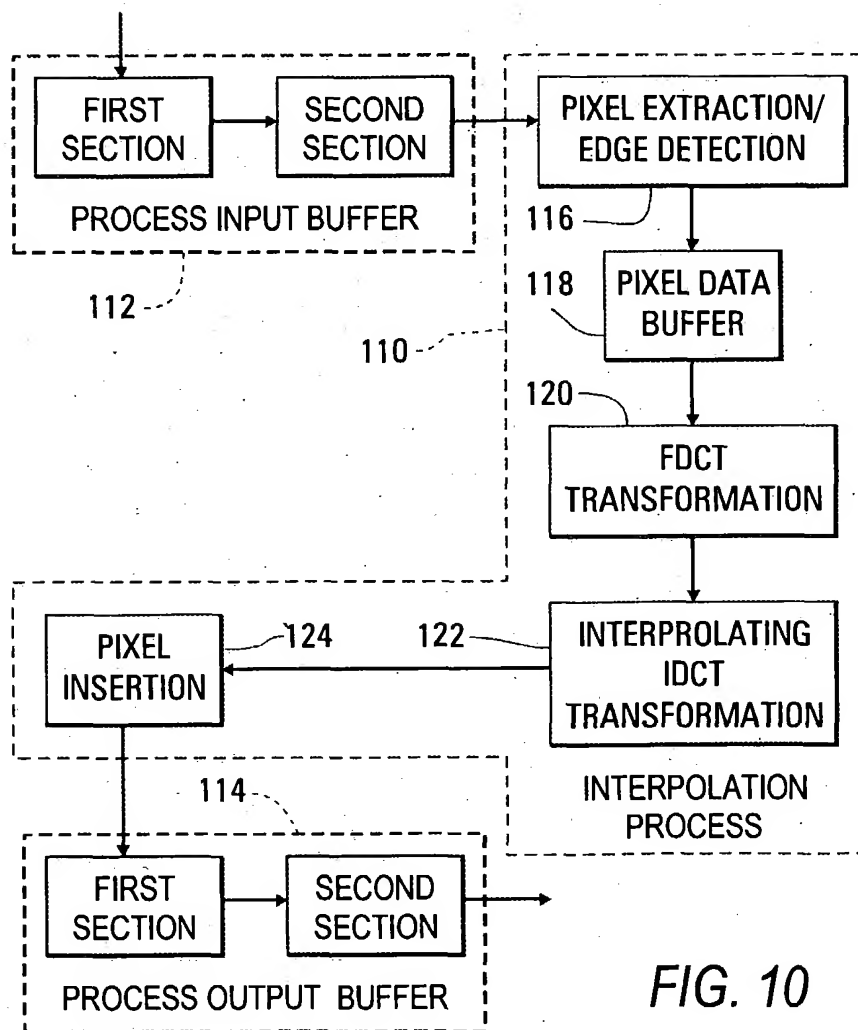 FIRST
SECTION
SECOND
SECTION
PROCESS INPUT BUFFER
112
PIXEL EXTRACTION/
EDGE DETECTION
116
118
PIXEL DATA
BUFFER
110
120
FDCT
TRANSFORMATION
PIXEL
INSERTION
124
122
INTERPROLATING
IDCT
TRANSFORMATION
INTERPOLATION
PROCESS
114
FIRST
SECTION
SECOND
SECTION
PROCESS OUTPUT BUFFER
FIG. 10